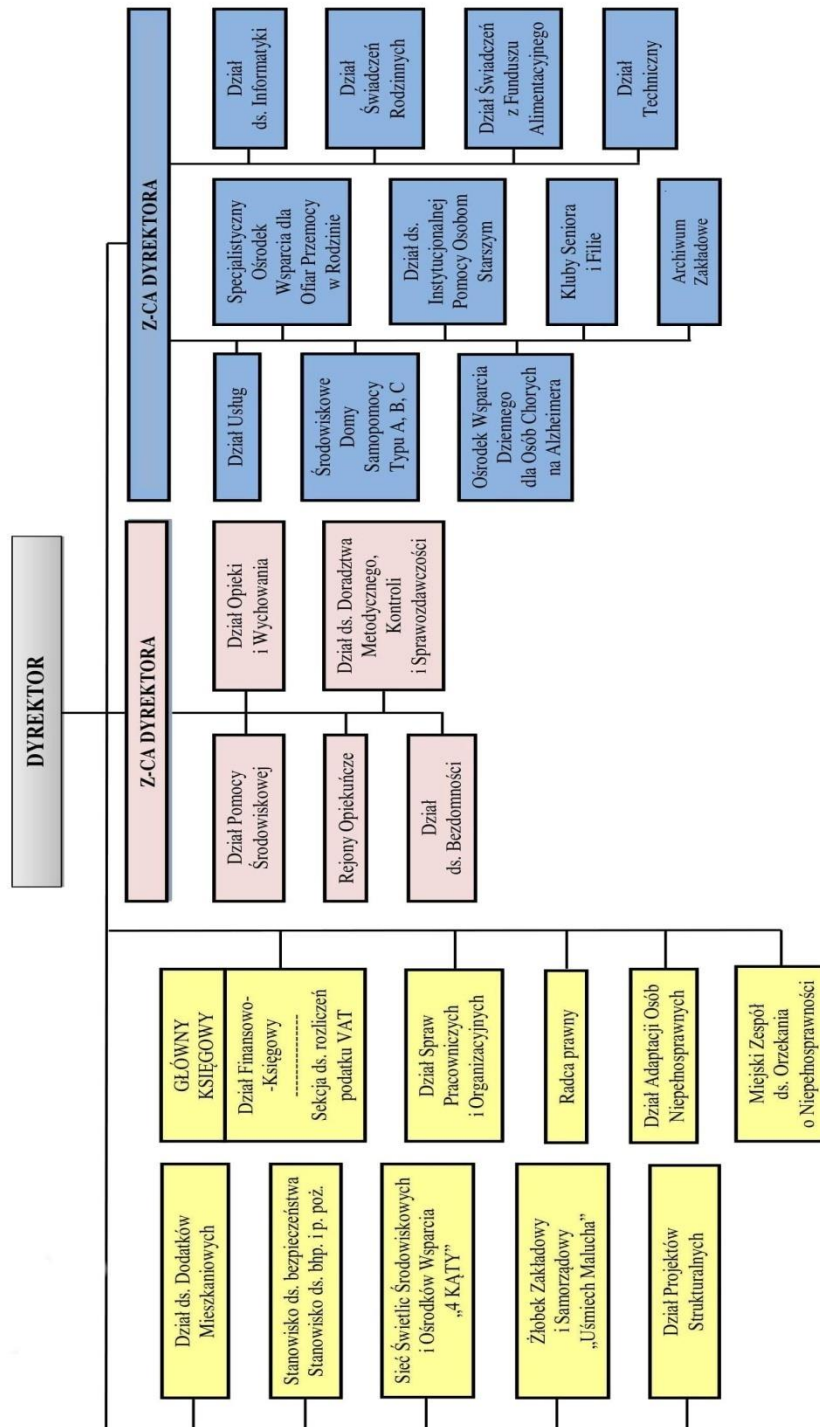 DYREKTOR
Z-CA DYREKTORA
Z-CA DYREKTORA
Dział ds. Dodatków
Mieszkaniowych
Stanowisko ds. bezpieczeństwa
Stanowisko ds. bhp. i p. poż.
Sieć Świetlic Środowiskowych
i Ośrodków Wsparcia
„4 KĄTY”
Żłobek Zakładowy
i Samorządowy
„Uśmiech Malucha”
Dział Projektów
Strukturalnych
GŁÓWNY
KSIĘGOWY
Dział Finansowo-
-Księgowy
---------------
Sekcja ds. rozliczeń
podatku VAT
Dział Spraw
Pracowniczych
i Organizacyjnych
Radca prawny
Dział Adaptacji Osób
Niepełnosprawnych
Miejski Zespół
ds. Orzekania
o Niepełnosprawności
Dział Pomocy
Środowiskowej
Rejony Opiekuńcze
Dział
ds. Bezdomności
Dział Opieki
i Wychowania
Dział ds. Doradztwa
Metodycznego,
Kontroli
i Sprawozdawczości
Dział Usług
Środowiskowe
Domy
Samopomocy
Typu A, B, C
Ośrodek Wsparcia
Dziennego
dla Osób Chorych
na Alzheimera
Specjalistyczny
Ośrodek
Wsparcia dla
Ofiar Przemocy
w Rodzinie
Dział ds.
Instytucjonalnej
Pomocy Osobom
Starszym
Kluby Seniora
i Filie
Archiwum
Zakładowe
Dział
ds. Informatyki
Dział
Świadczeń
Rodzinnych
Dział Świadczeń
z Funduszu
Alimentacyjnego
Dział
Techniczny